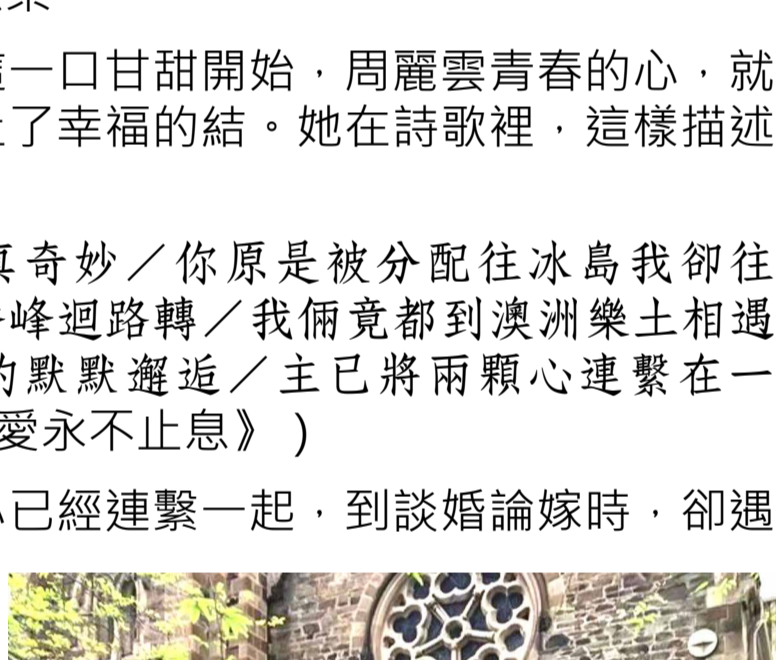 一口甘甜開始，周麗雲青春的心，就
了幸福的結。她在詩歌裡，這樣描述
奇妙／你原是被分配往冰島我卻往
峰迴路轉／我倆竟都到澳洲樂土相遇
的默默邂逅／主已將兩顆心連繫在一
愛永不止息》）
已經連繫一起，到談婚論嫁時，卻遇